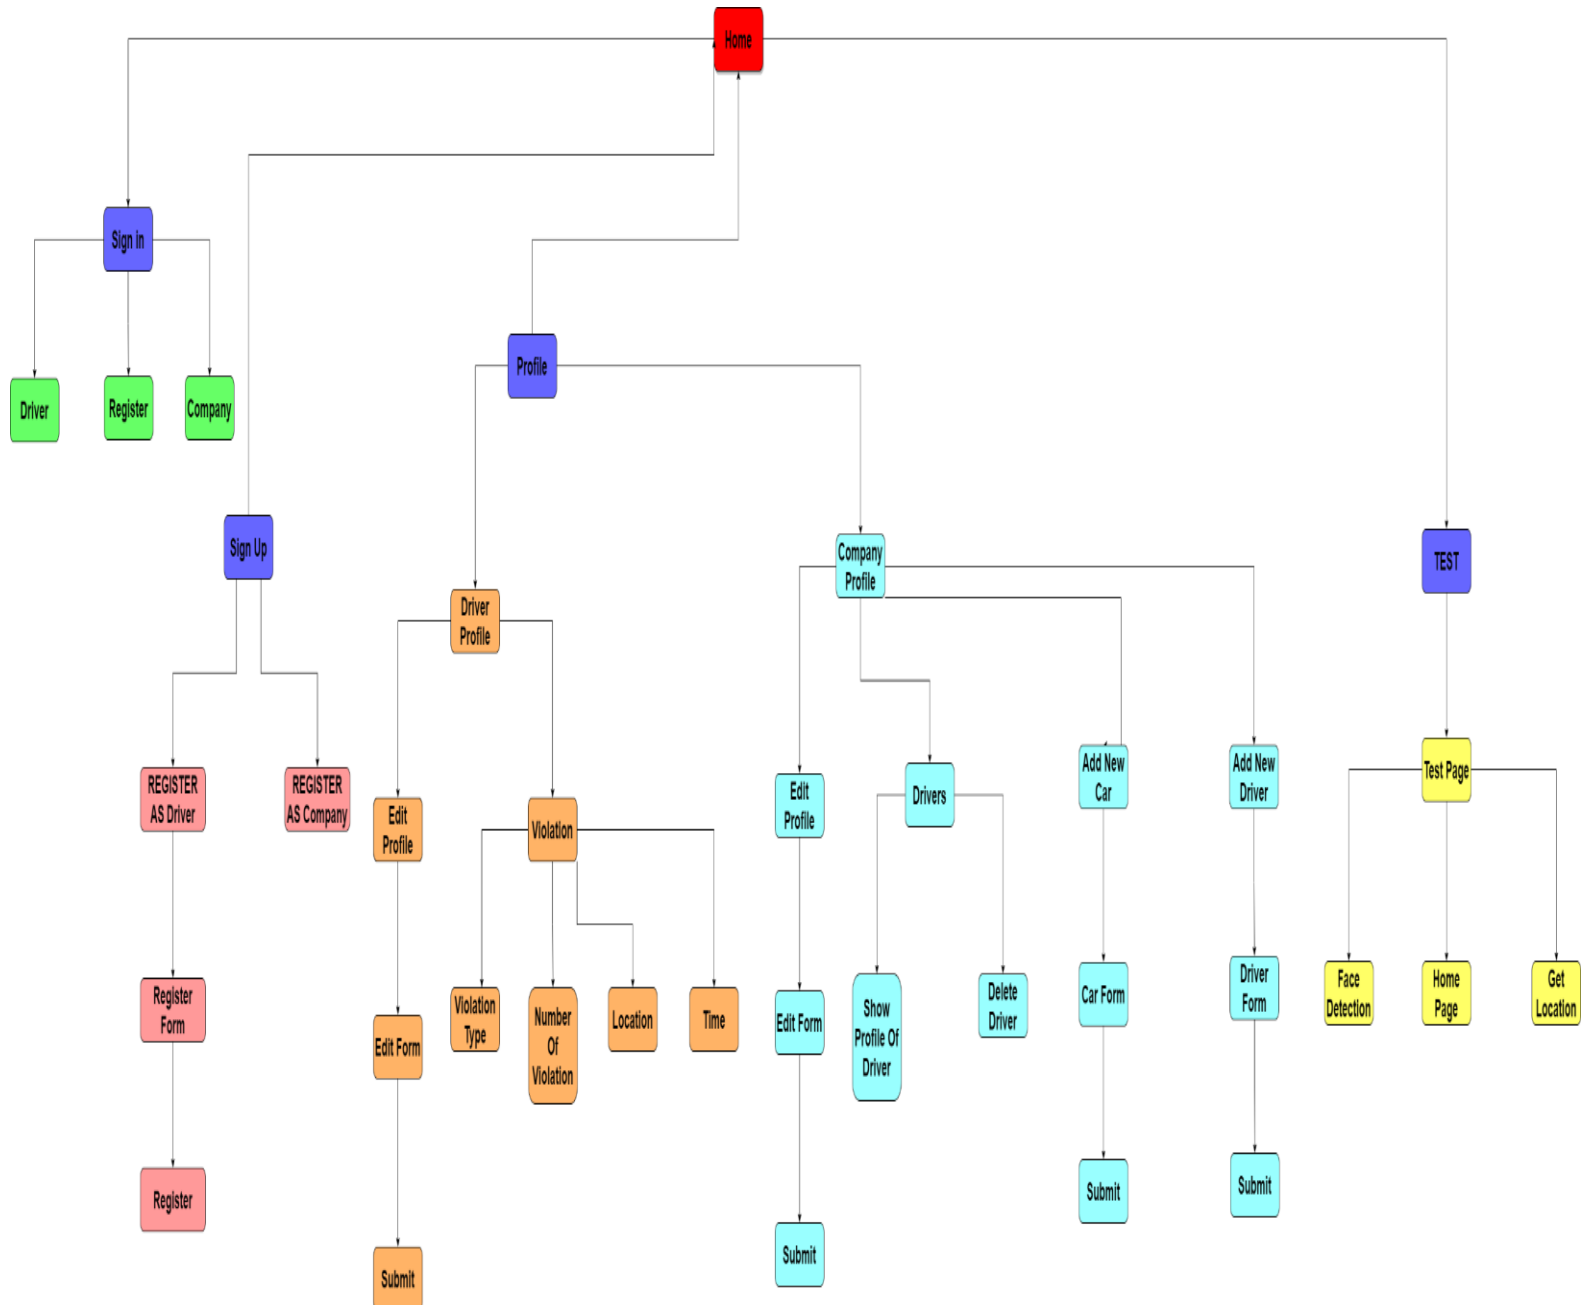 Home
Sign in
Driver
Register
Company
Profile
Sign Up
Company
Profile
TEST
Driver
Profile
REGISTER
AS Driver
REGISTER
AS Company
Edit
Profile
Violation
Edit
Profile
Drivers
Add New
Car
Add New
Driver
Test Page
Register
Form
Edit Form
Violation
Type
Number
Of
Violation
Location
Time
Edit Form
Show
Profile Of
Driver
Delete
Driver
Car Form
Driver
Form
Face
Detection
Home
Page
Get
Location
Register
Submit
Submit
Submit
Submit